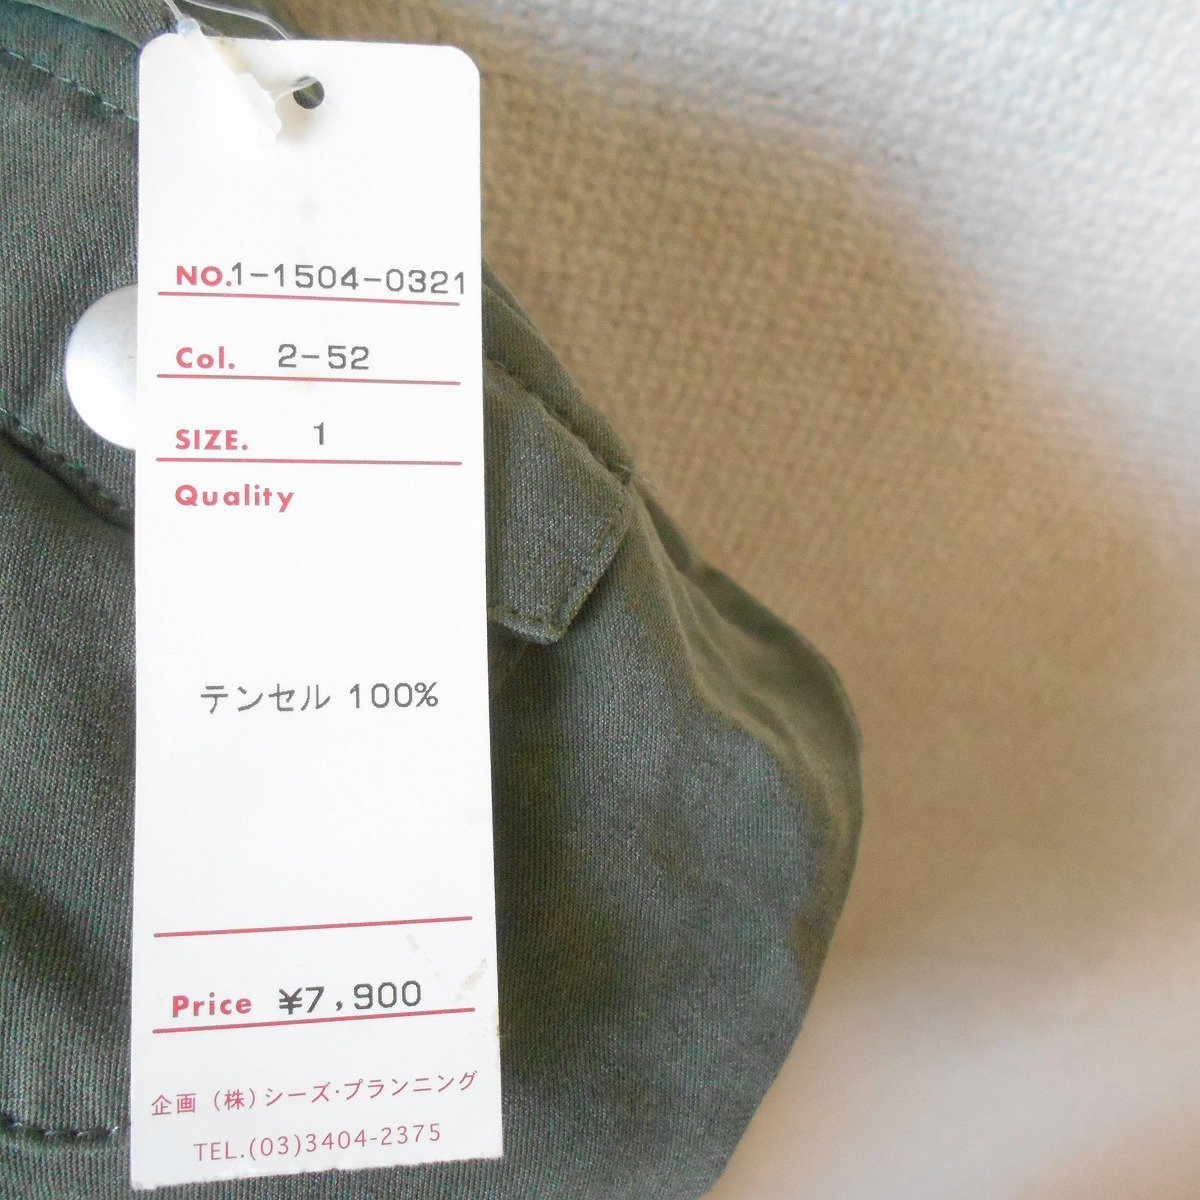 NO.1-1504-0321
Col. 2-52
SIZE. 1
Quality
テンセル 100%
Price ¥7,900
企画（株）シーズ・プランニング
TEL.(03)3404-2375